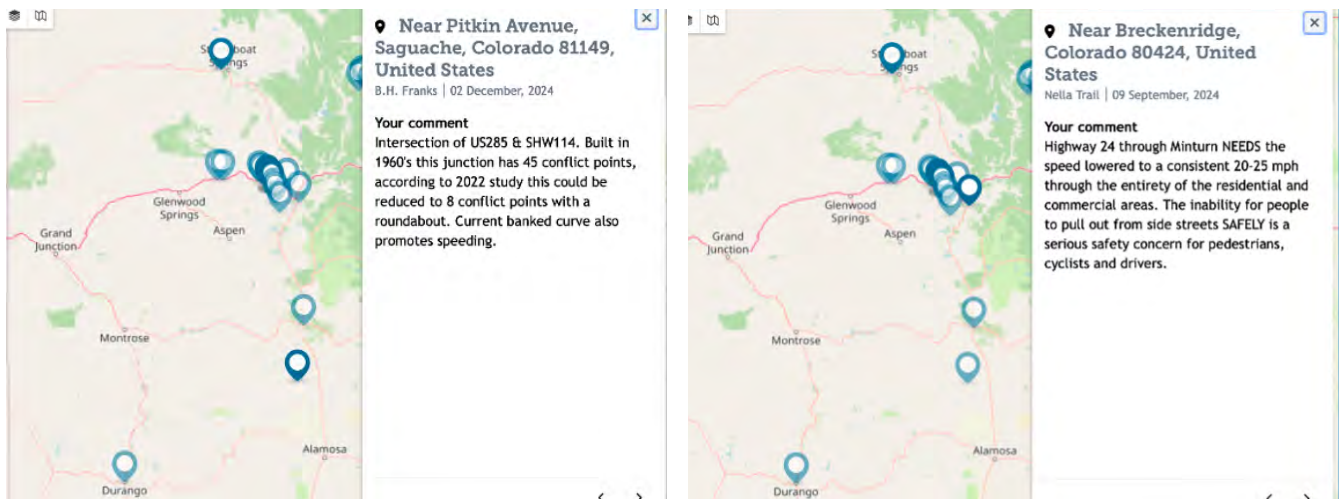 Near Pitkin Avenue,
Saguache, Colorado 81149,
United States
B.H. Franks | 02 December, 2024
Your comment
Intersection of US285 & SHW114. Built in
1960's this junction has 45 conflict points,
according to 2022 study this could be
reduced to 8 conflict points with a
roundabout. Current banked curve also
promotes speeding.
Glenwood
Springs
Aspen
Grand
Junction
Montrose
Alamosa
Durango
Near Breckenridge,
Colorado 80424, United
States
Nella Trail | 09 September, 2024
Your comment
Highway 24 through Minturn NEEDS the
speed lowered to a consistent 20-25 mph
through the entirety of the residential and
commercial areas. The inability for people
to pull out from side streets SAFELY is a
serious safety concern for pedestrians,
cyclists and drivers.
Glenwood
Springs
Aspen
Grand
Junction
Montrose
Alamosa
Durango